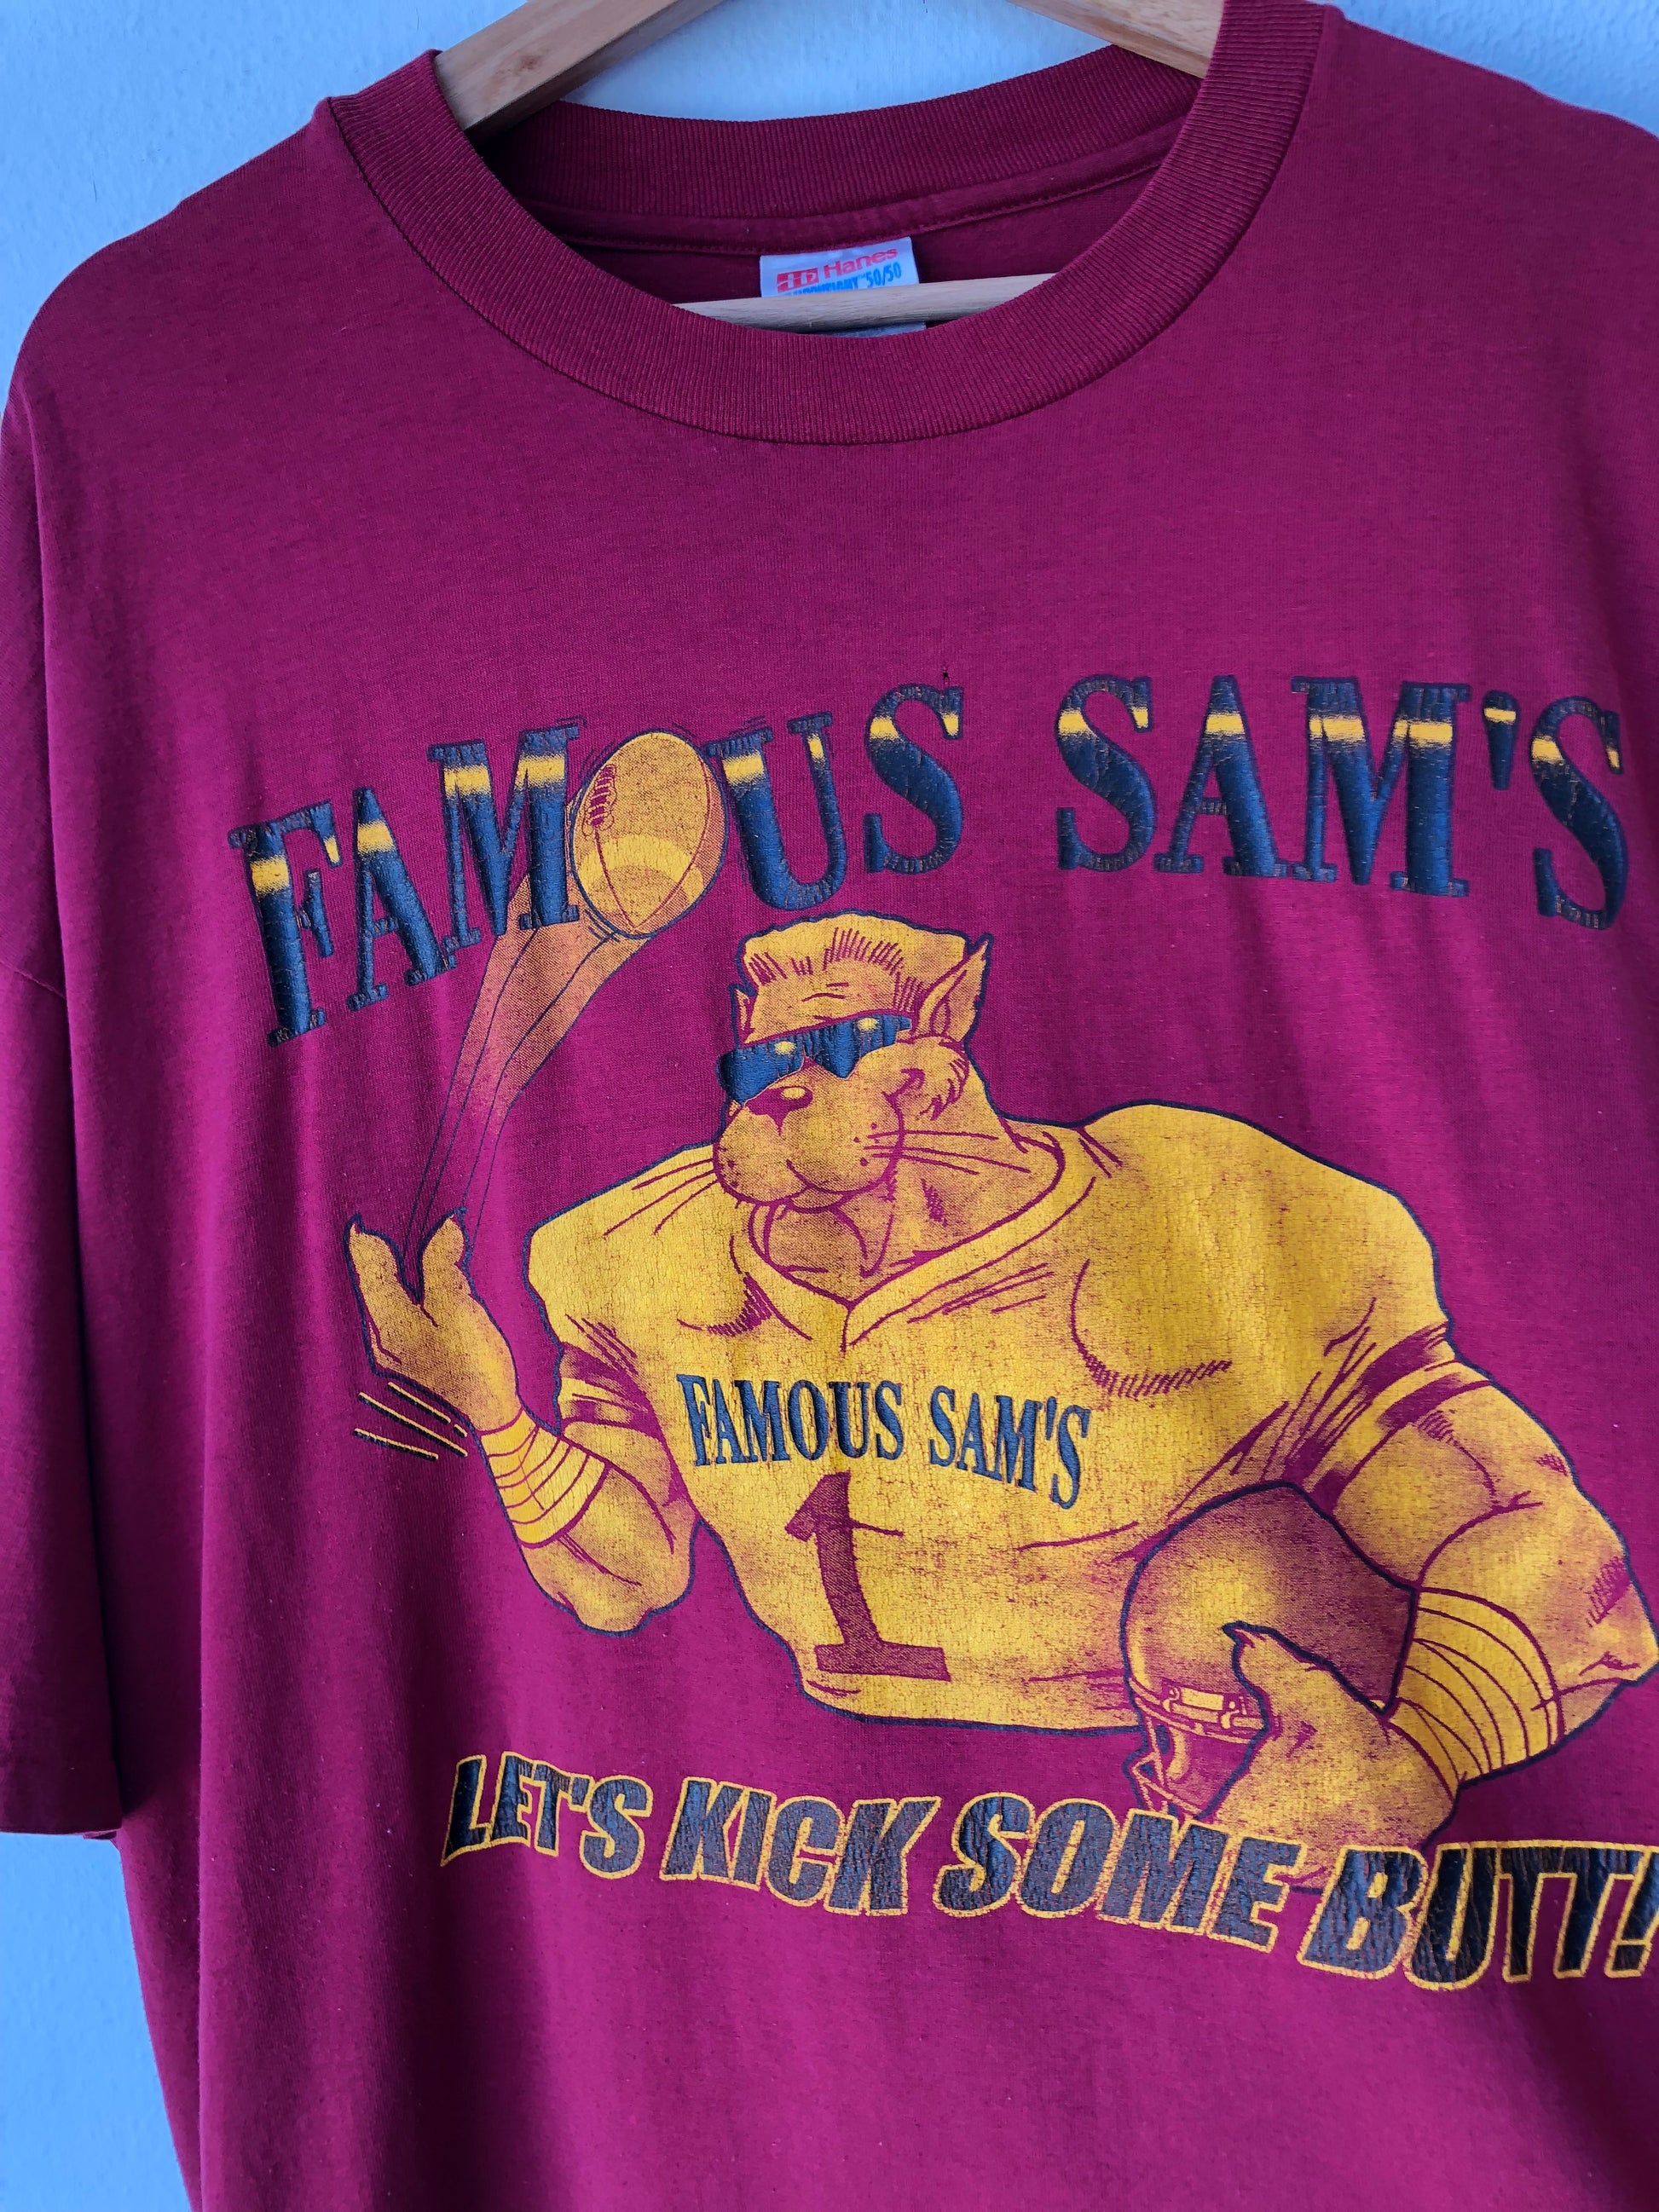 Hanes
50/50
FAMOUS SAM'S
FAMOUS SAM'S
1
LET'S KICK SOME BUTT!